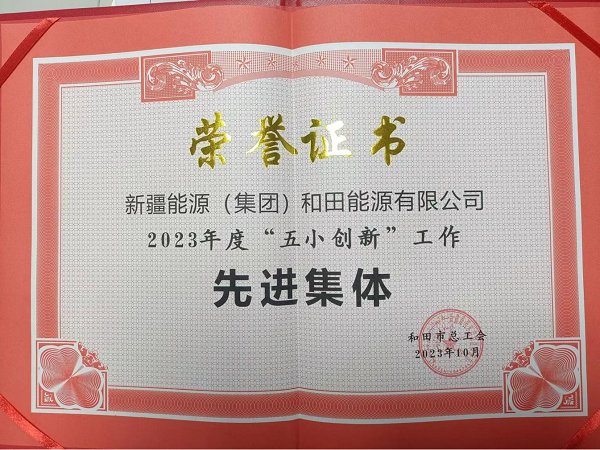 荣誉证书
新疆能源（集团）和田能源有限公司
2023年度“五小创新”工作
先进集体
和田市总工会
2023年10月